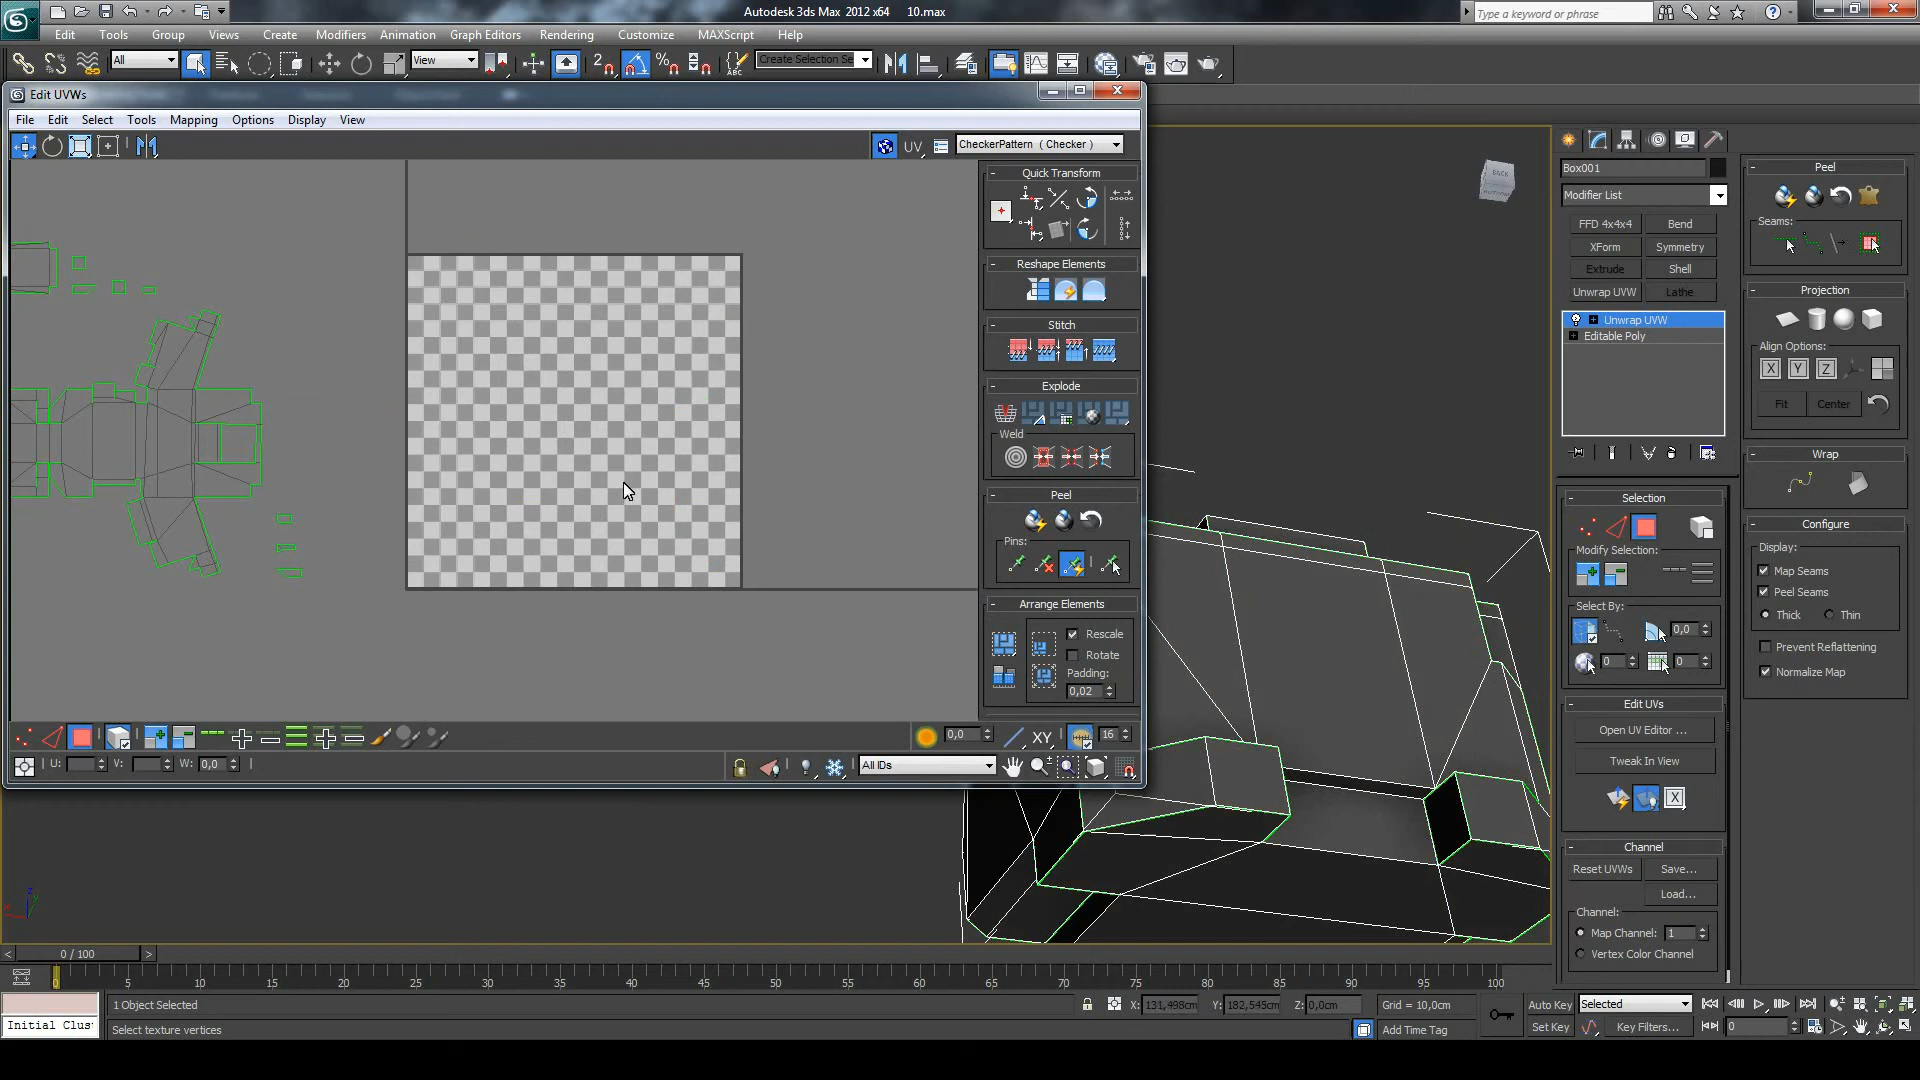 Autodesk 3ds Max 2012 x64 10.max
Type a keyword or phrase
Edit Tools Group Views Create Modifiers Animation Graph Editors Rendering Customize MAXScript Help
All
View
Create Selection Se
Edit UVWs
File Edit Select Tools Mapping Options Display View
UV
CheckerPattern ( Checker )
Quick Transform
Reshape Elements
Stitch
Explode
Weld
Peel
Pins:
Arrange Elements
Rescale
Rotate
Padding:
0,02
0,0
XY
16
U: V: W: 0,0
All IDs
BACK
Box001
Modifier List
FFD 4x4x4 Bend
XForm Symmetry
Extrude Shell
Unwrap UVW Lathe
Unwrap UVW
Editable Poly
Selection
Modify Selection:
Select By:
0,0
0 0
Edit UVs
Open UV Editor ...
Tweak In View
X
Channel
Reset UVWs Save...
Load...
Channel:
Map Channel: 1
Vertex Color Channel
Peel
Seams:
Projection
Align Options:
X Y Z
Fit Center
Wrap
Configure
Display:
Map Seams
Peel Seams
Thick Thin
Prevent Reflattening
Normalize Map
< 0 / 100 >
0 5 10 15 20 25 30 35 40 45 50 55 60 65 70 75 80 85 90 95 100
1 Object Selected
X: 131,498cm Y: 182,545cm Z: 0,0cm Grid = 10,0cm
Auto Key Selected
Initial Clus
Select texture vertices
Add Time Tag
Set Key Key Filters...
0